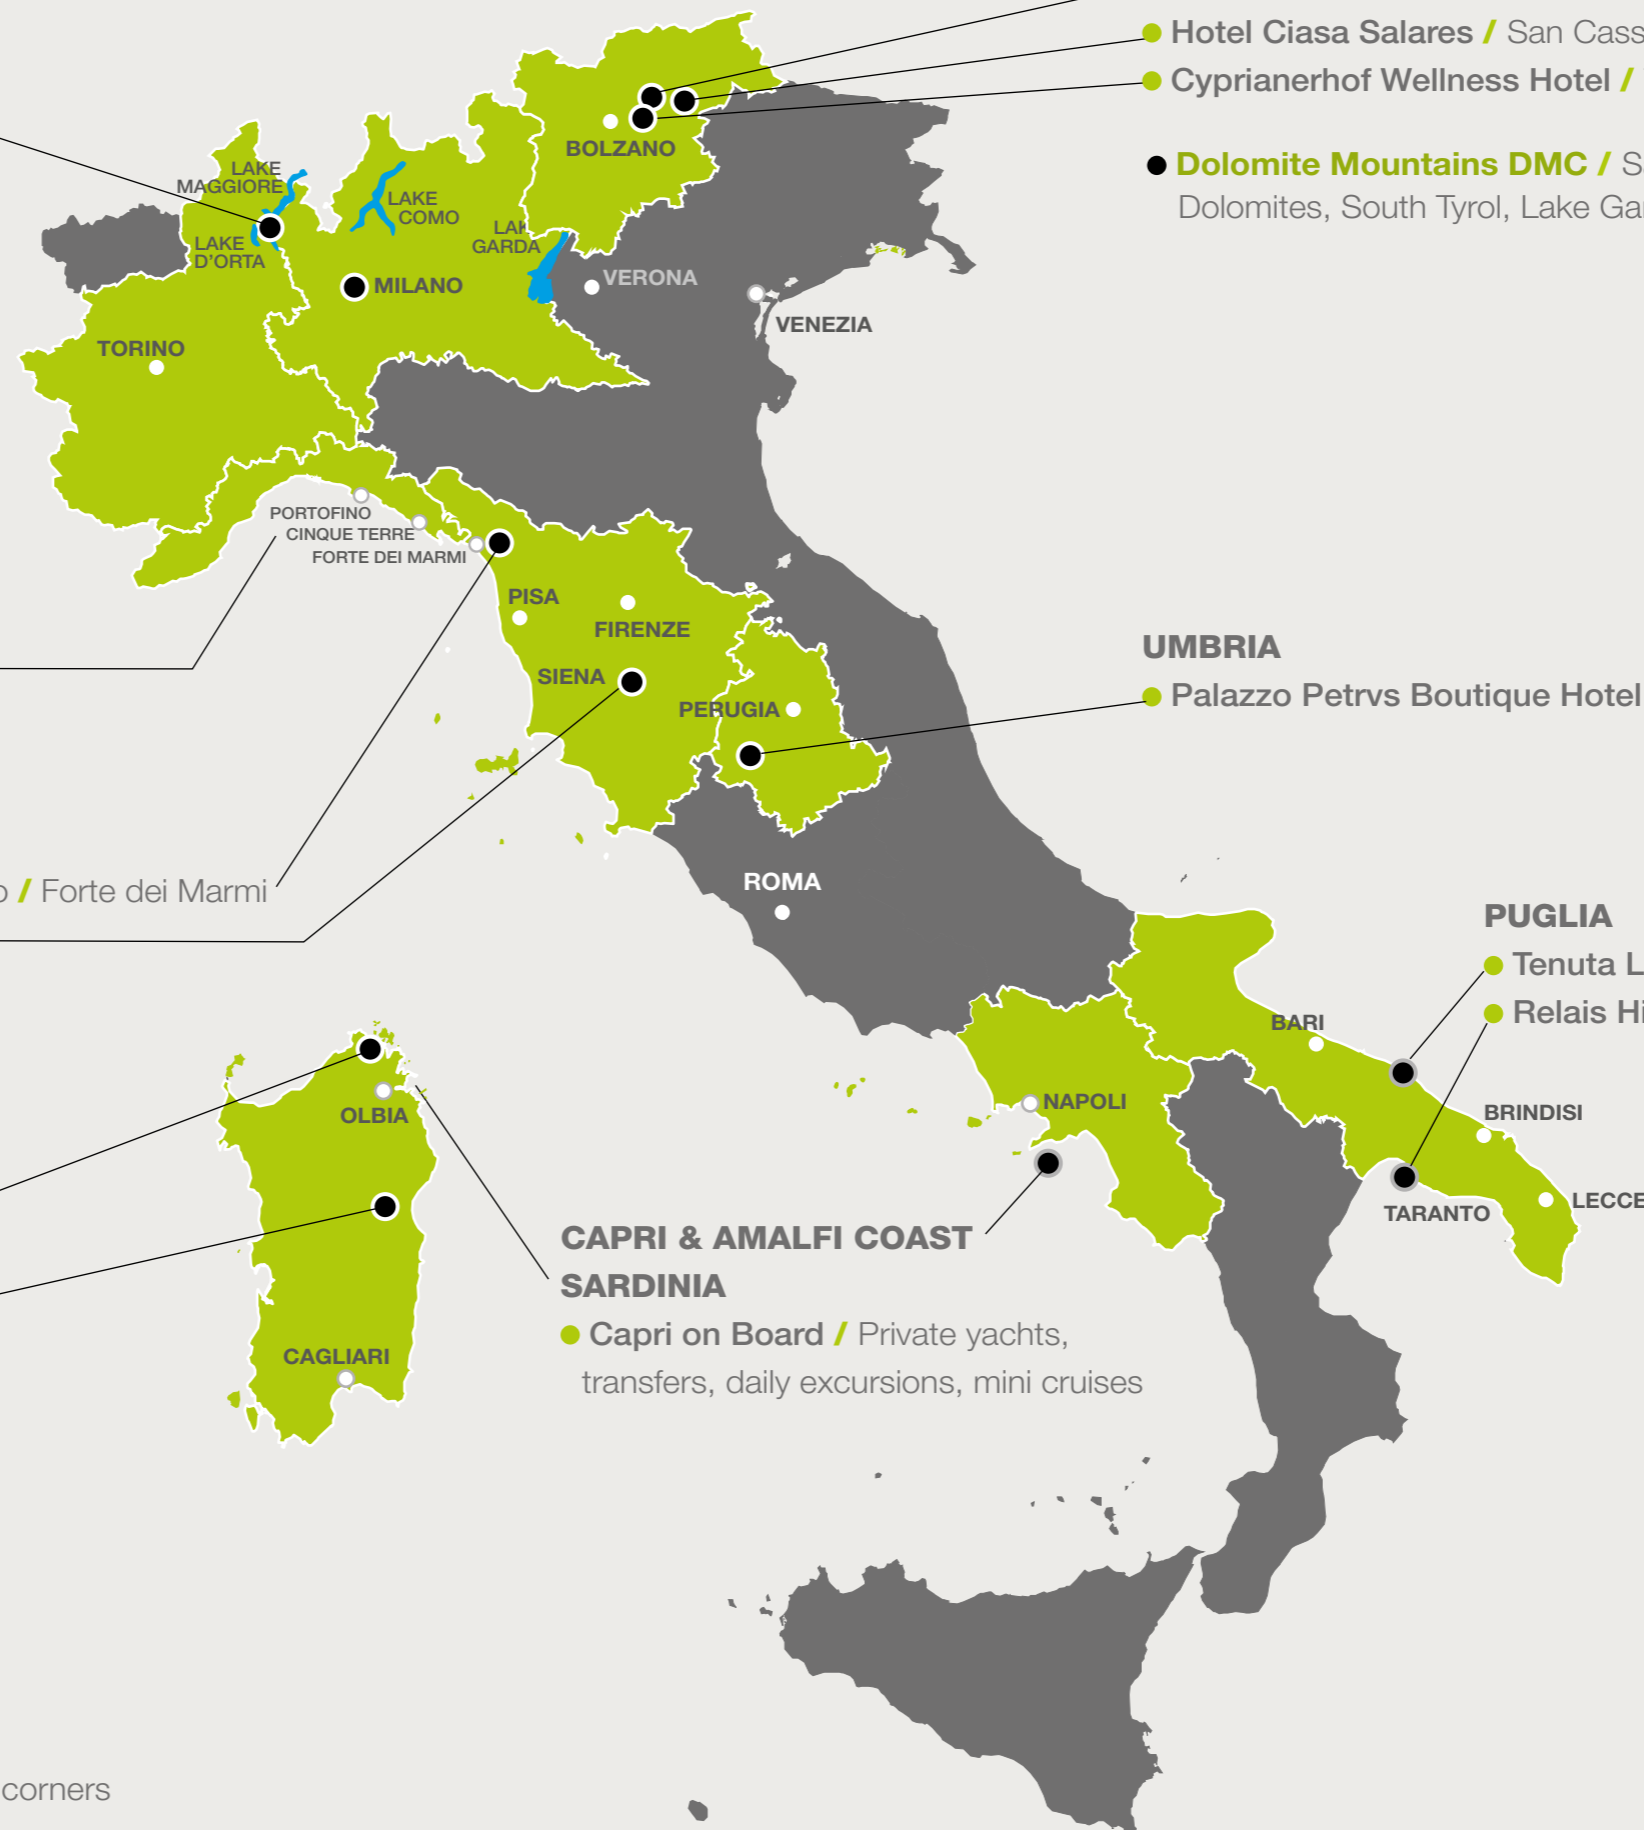 Hotel Ciasa Salares / San Cass
Cyprianerhof Wellness Hotel /
Dolomite Mountains DMC / S
Dolomites, South Tyrol, Lake Ga
BOLZANO
LAKE
MAGGIORE
LAKE
COMO
LAKE
D'ORTA
LAK
GARDA
MILANO
VERONA
VENEZIA
TORINO
PORTOFINO
CINQUE TERRE
FORTE DEI MARMI
PISA
FIRENZE
SIENA
PERUGIA
UMBRIA
Palazzo Petrvs Boutique Hotel
ROMA
/ Forte dei Marmi
PUGLIA
Tenuta L
Relais Hi
BARI
BRINDISI
LECCE
TARANTO
NAPOLI
OLBIA
CAGLIARI
CAPRI & AMALFI COAST
SARDINIA
Capri on Board / Private yachts,
transfers, daily excursions, mini cruises
corners